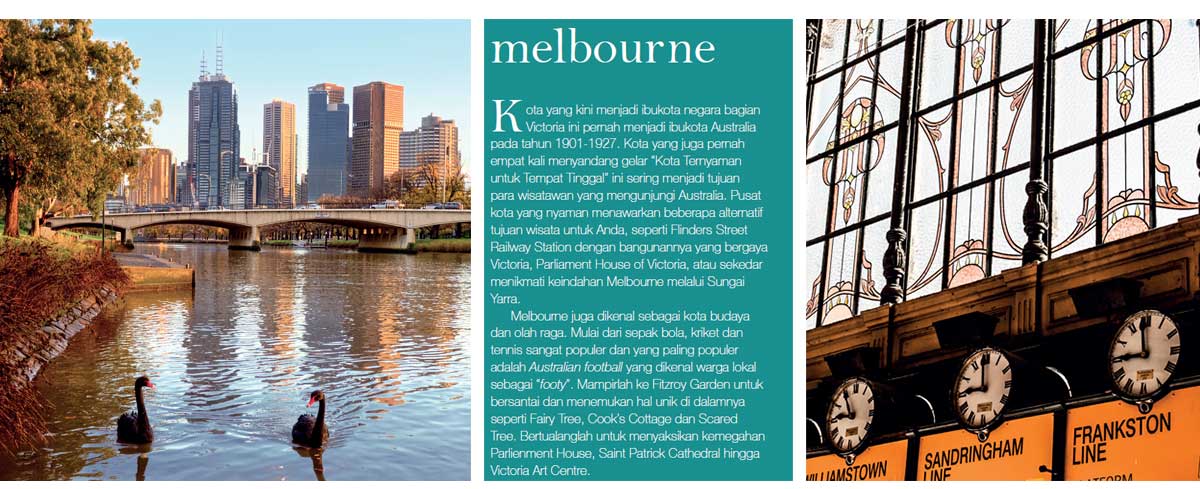 melbourne
Kota yang kini menjadi ibukota negara bagian
Victoria ini pernah menjadi ibukota Australia
pada tahun 1901-1927. Kota yang juga pernah
empat kali menyandang gelar “Kota Ternyaman
untuk Tempat Tinggal” ini sering menjadi tujuan
para wisatawan yang mengunjungi Australia. Pusat
kota yang nyaman menawarkan beberapa alternatif
tujuan wisata untuk Anda, seperti Flinders Street
Railway Station dengan bangunannya yang bergaya
Victoria, Parliament House of Victoria, atau sekedar
menikmati keindahan Melbourne melalui Sungai
Yarra.
Melbourne juga dikenal sebagai kota budaya
dan olah raga. Mulai dari sepak bola, kriket dan
tennis sangat populer dan yang paling populer
adalah Australian football yang dikenal warga lokal
sebagai “footy”. Mampirlah ke Fitzroy Garden untuk
bersantai dan menemukan hal unik di dalamnya
seperti Fairy Tree, Cook’s Cottage dan Scared
Tree. Bertualanglah untuk menyaksikan kemegahan
Parlienment House, Saint Patrick Cathedral hingga
Victoria Art Centre.
WILLIAMSTOWN
SANDRINGHAM
LINE
FRANKSTON
LINE